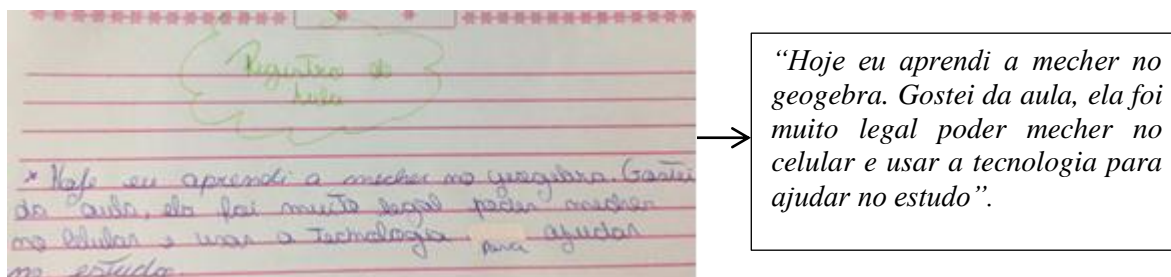 Registro de
Aula
* Hoje eu aprendi a mecher no geogebra. Gostei
da aula, ela foi muito legal poder mecher
no celular e usar a tecnologia para ajudar
no estudo
“Hoje eu aprendi a mecher no
geogebra. Gostei da aula, ela foi
muito legal poder mecher no
celular e usar a tecnologia para
ajudar no estudo”.